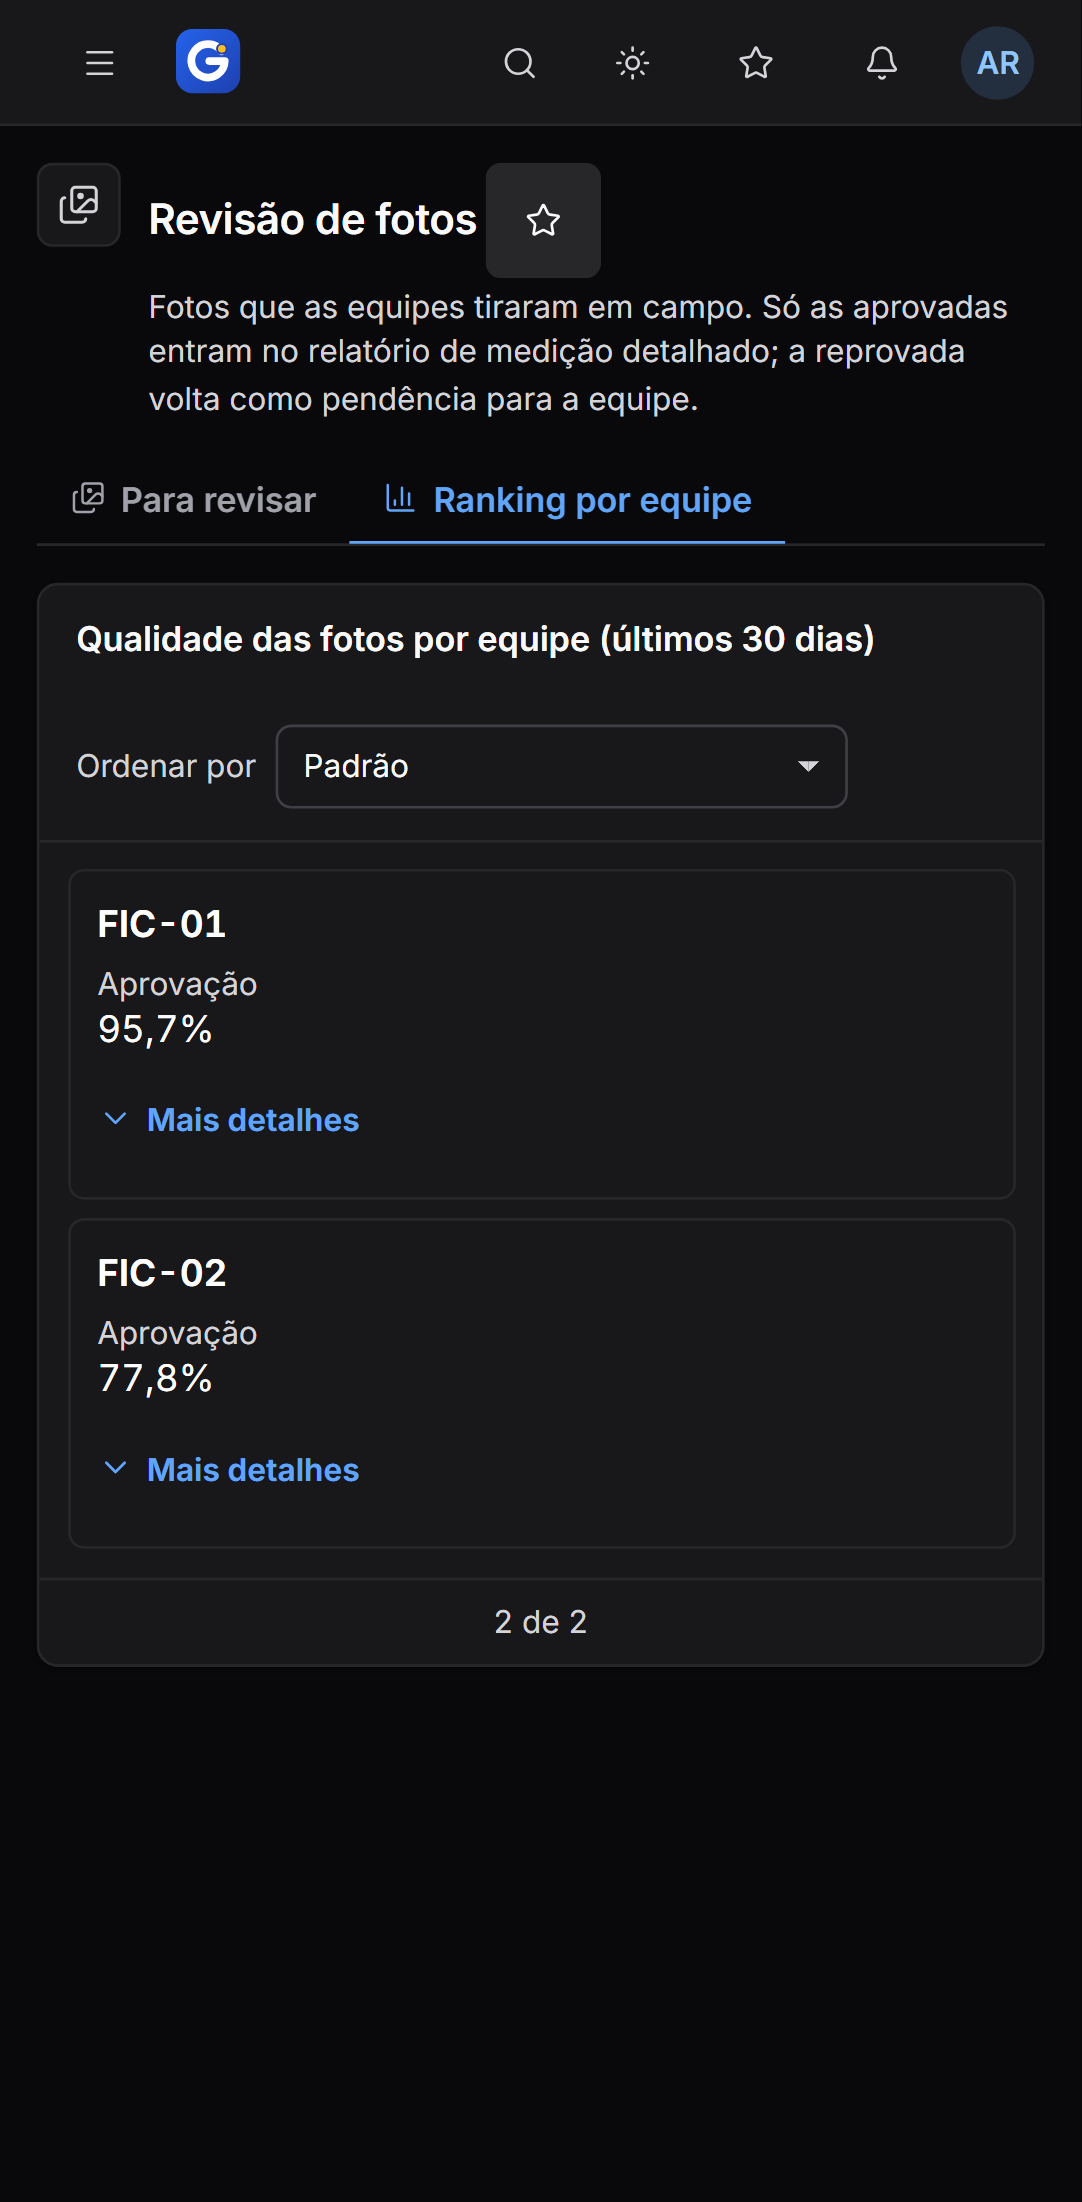 G
AR
Revisão de fotos
Fotos que as equipes tiraram em campo. Só as aprovadas
entram no relatório de medição detalhado; a reprovada
volta como pendência para a equipe.
Para revisar
Ranking por equipe
Qualidade das fotos por equipe (últimos 30 dias)
Ordenar por
Padrão
FIC-01
Aprovação
95,7%
Mais detalhes
FIC-02
Aprovação
77,8%
Mais detalhes
2 de 2